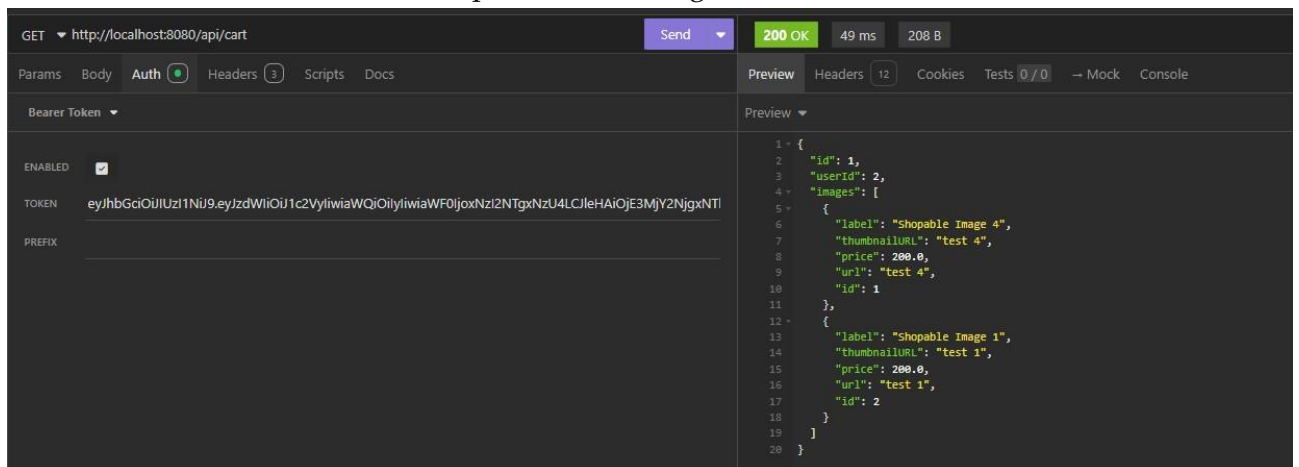 GET http://localhost:8080/api/cart Send
200 OK 49 ms 208 B
Params Body Auth Headers 3 Scripts Docs
Preview Headers 12 Cookies Tests 0 / 0 → Mock Console
Bearer Token
Preview
ENABLED
TOKEN
PREFIX
1 {
2 "id": 1,
3 "userId": 2,
4 "images": [
5 {
6 "label": "Shopable Image 4",
7 "thumbnailURL": "test 4",
8 "price": 200.0,
9 "url": "test 4",
10 "id": 1
11 },
12 {
13 "label": "Shopable Image 1",
14 "thumbnailURL": "test 1",
15 "price": 200.0,
16 "url": "test 1",
17 "id": 2
18 }
19 ]
20 }